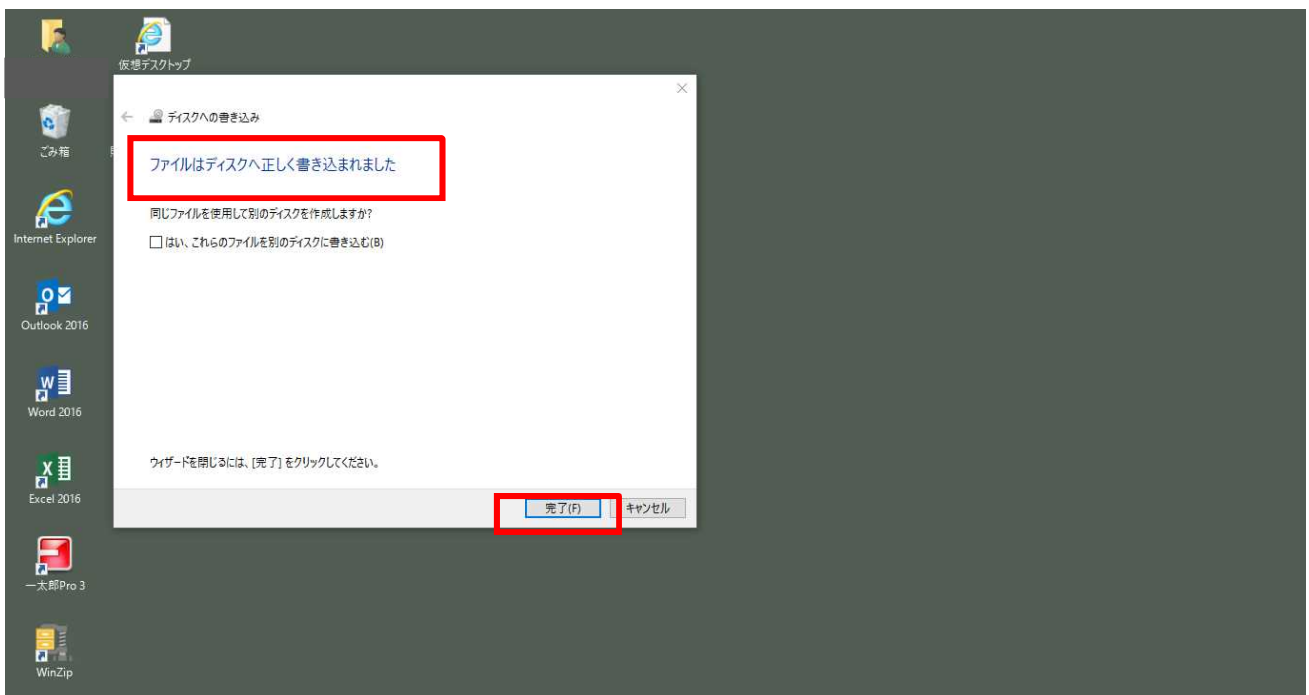 仮想デスクトップ
ディスクへの書き込み
ごみ箱
ファイルはディスクへ正しく書き込まれました
同じファイルを使用して別のディスクを作成しますか?
Internet Explorer
はい、これらのファイルを別のディスクに書き込む(B)
Outlook 2016
Word 2016
ウィザードを閉じるには、[完了] をクリックしてください。
Excel 2016
完了(F)
キャンセル
一太郎Pro 3
WinZip